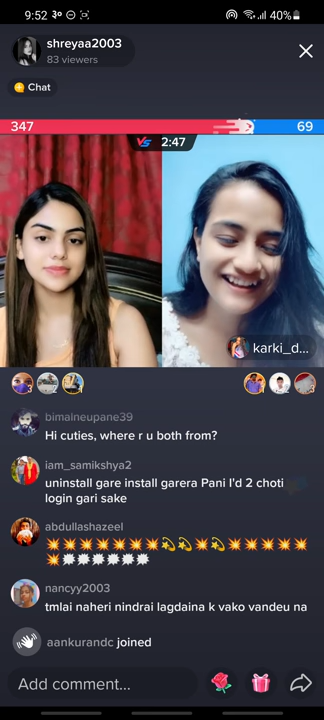 9:52 40%
shreyaa2003
83 viewers
Chat
347 69
VS 2:47
karki_d...
bimalneupane39
Hi cuties, where r u both from?
iam_samikshya2
uninstall gare install garera Pani I'd 2 choti
login gari sake
abdullashazeel
nancyy2003
tmlai naheri nindrai lagdaina k vako vandeu na
aankurandc joined
Add comment...